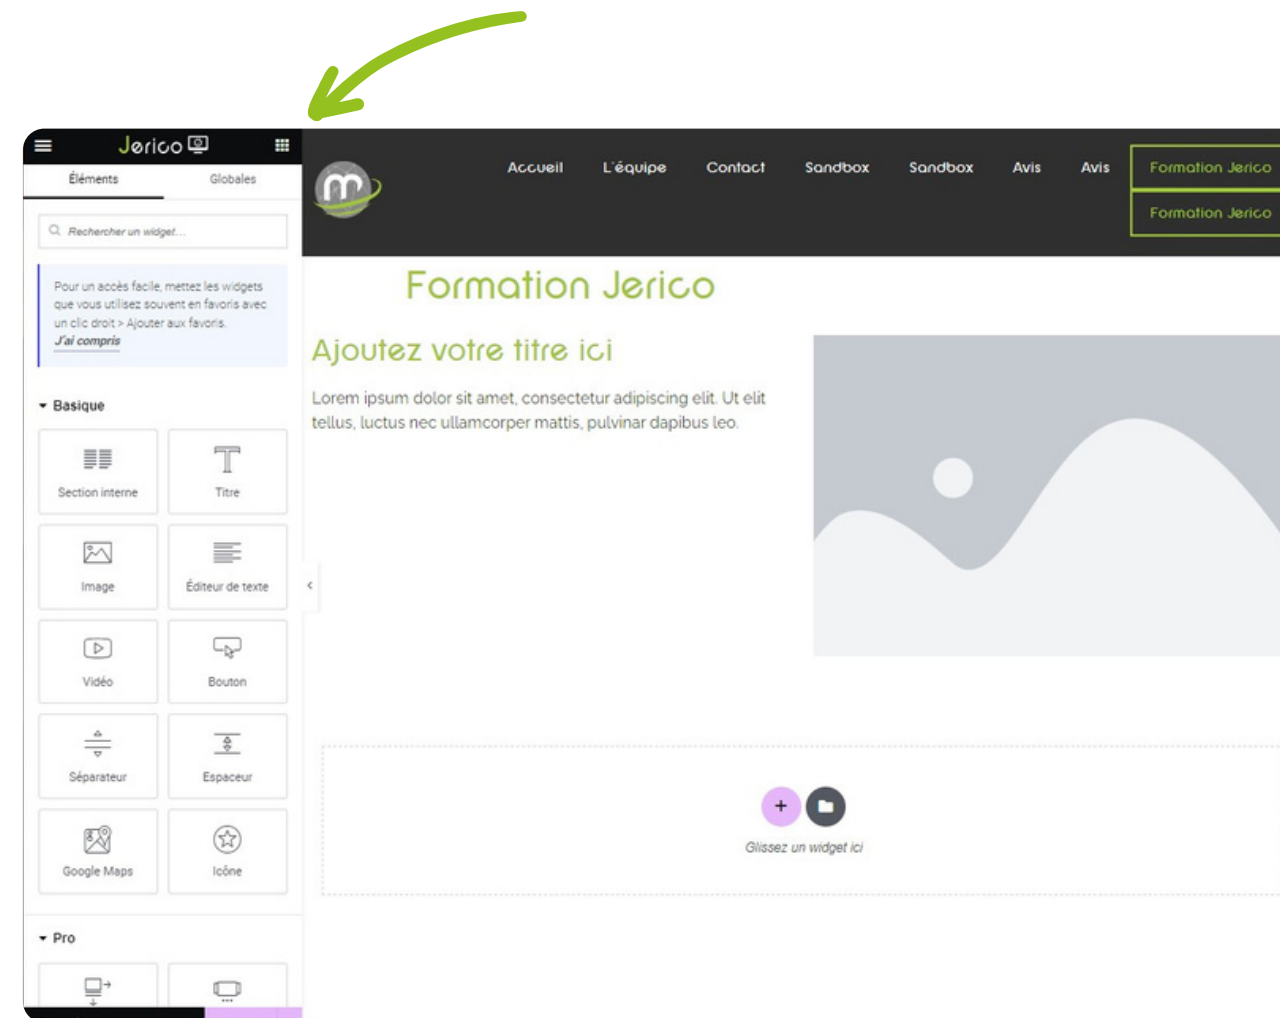 Jerico
Éléments
Globales
Rechercher un widget...
Pour un accès facile, mettez les widgets
que vous utilisez souvent en favoris avec
un clic droit > Ajouter aux favoris.
J'ai compris
Basique
Section interne
Titre
Image
Éditeur de texte
Vidéo
Bouton
Séparateur
Espaceur
Google Maps
Icône
Pro
m
Accueil
L'équipe
Contact
Sandbox
Sandbox
Avis
Avis
Formation Jerico
Formation Jerico
Formation Jerico
Ajoutez votre titre ici
Lorem ipsum dolor sit amet, consectetur adipiscing elit. Ut elit
tellus, luctus nec ullamcorper mattis, pulvinar dapibus leo.
Glissez un widget ici